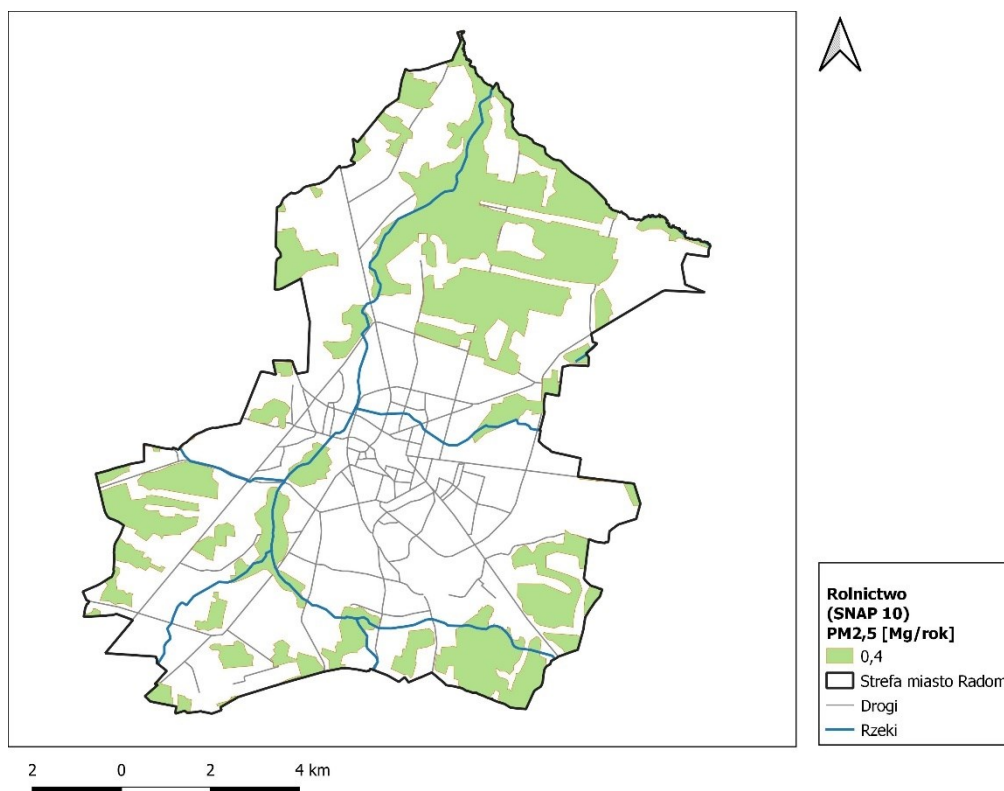 Rolnictwo
(SNAP 10)
PM2,5 [Mg/rok]
0,4
Strefa miasto Radom
Drogi
Rzeki
2 0 2 4 km